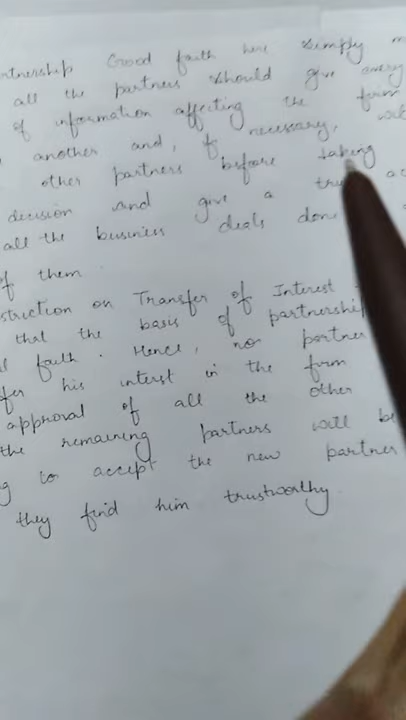 Good faith here simply
all the partners should give every
of information affecting the firm
another and, if necessary,
other partners before taking
decision and give a
all the business deals done
of them.
on Transfer of Interest
that the basis of partnership
faith. Hence, no partner
his interst in the firm
approval of all the other
the remaining partners will be
to accept the new partner
they find him trustworthy.